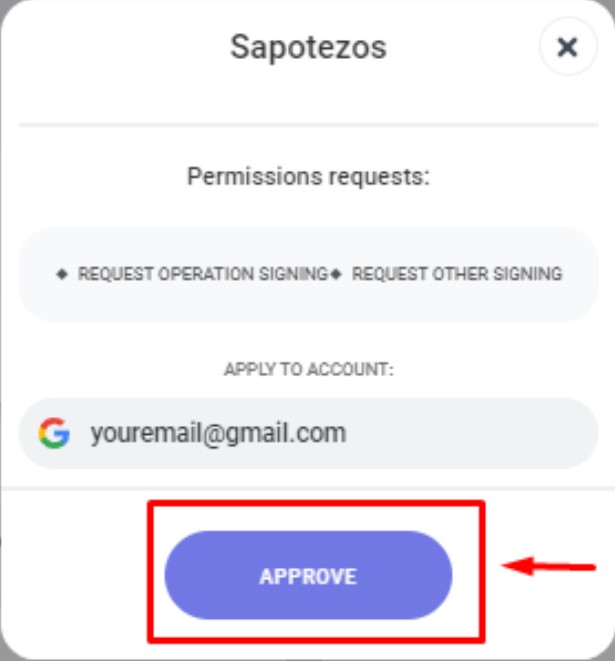 Sapotezos
Permissions requests:
◆ REQUEST OPERATION SIGNING◆ REQUEST OTHER SIGNING
APPLY TO ACCOUNT:
youremail@gmail.com
APPROVE